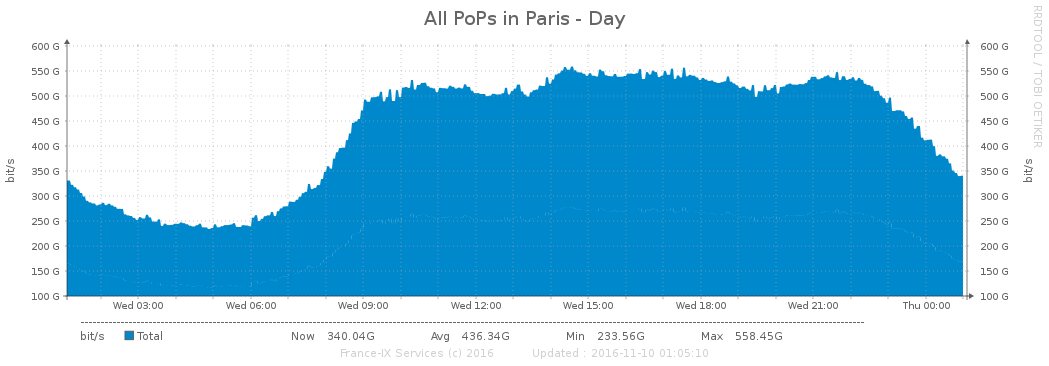 All PoPs in Paris - Day
RRDTOOL / TOBI OETIKER
600 G 600 G
550 G 550 G
500 G 500 G
450 G 450 G
400 G 400 G
350 G 350 G
300 G 300 G
250 G 250 G
200 G 200 G
150 G 150 G
100 G 100 G
bit/s bit/s
Wed 03:00 Wed 06:00 Wed 09:00 Wed 12:00 Wed 15:00 Wed 18:00 Wed 21:00 Thu 00:00
bit/s Total Now 340.04G Avg 436.34G Min 233.56G Max 558.45G
France-IX Services (c) 2016 Updated : 2016-11-10 01:05:10